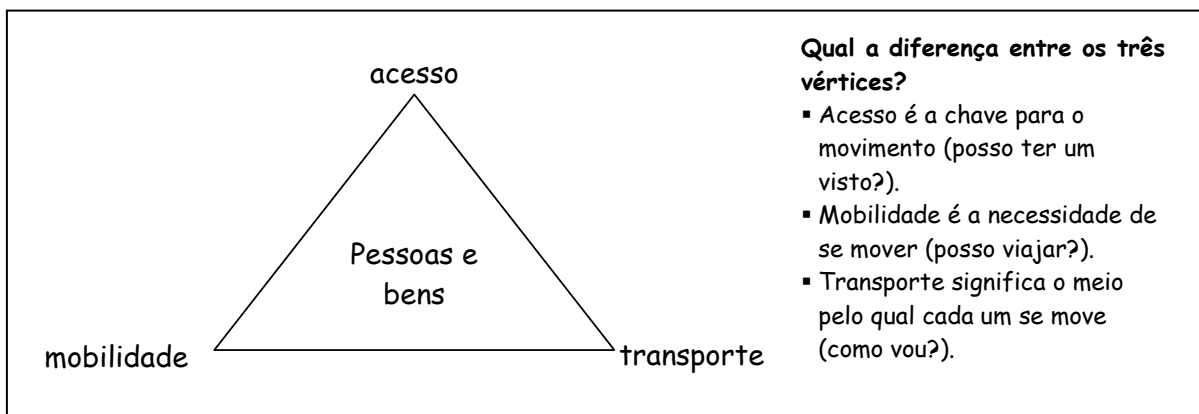 acesso
Pessoas e
bens
mobilidade
transporte
Qual a diferença entre os três
vértices?
▪ Acesso é a chave para o
movimento (posso ter um
visto?).
▪ Mobilidade é a necessidade de
se mover (posso viajar?).
▪ Transporte significa o meio
pelo qual cada um se move
(como vou?).